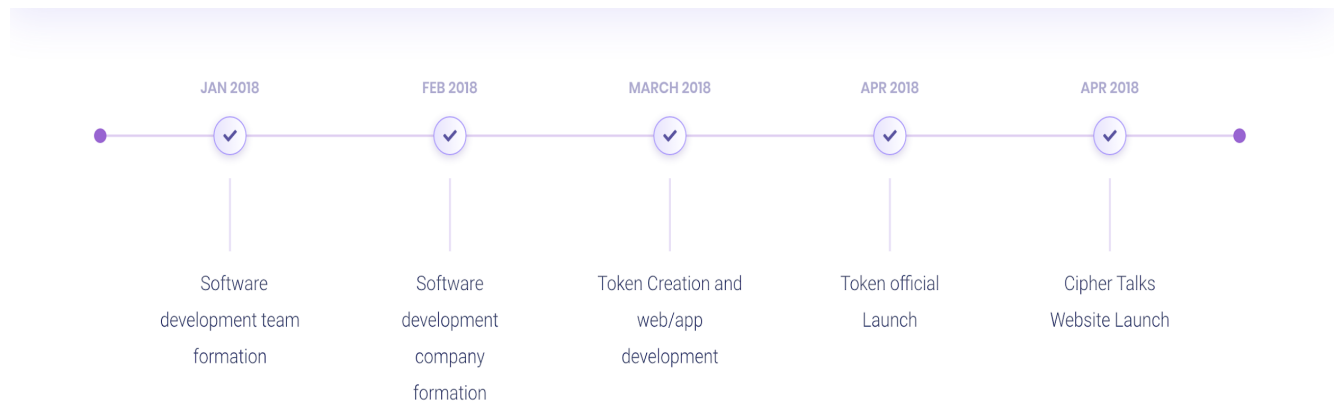 JAN 2018
FEB 2018
MARCH 2018
APR 2018
APR 2018
Software
development team
formation
Software
development
company
formation
Token Creation and
web/app
development
Token official
Launch
Cipher Talks
Website Launch